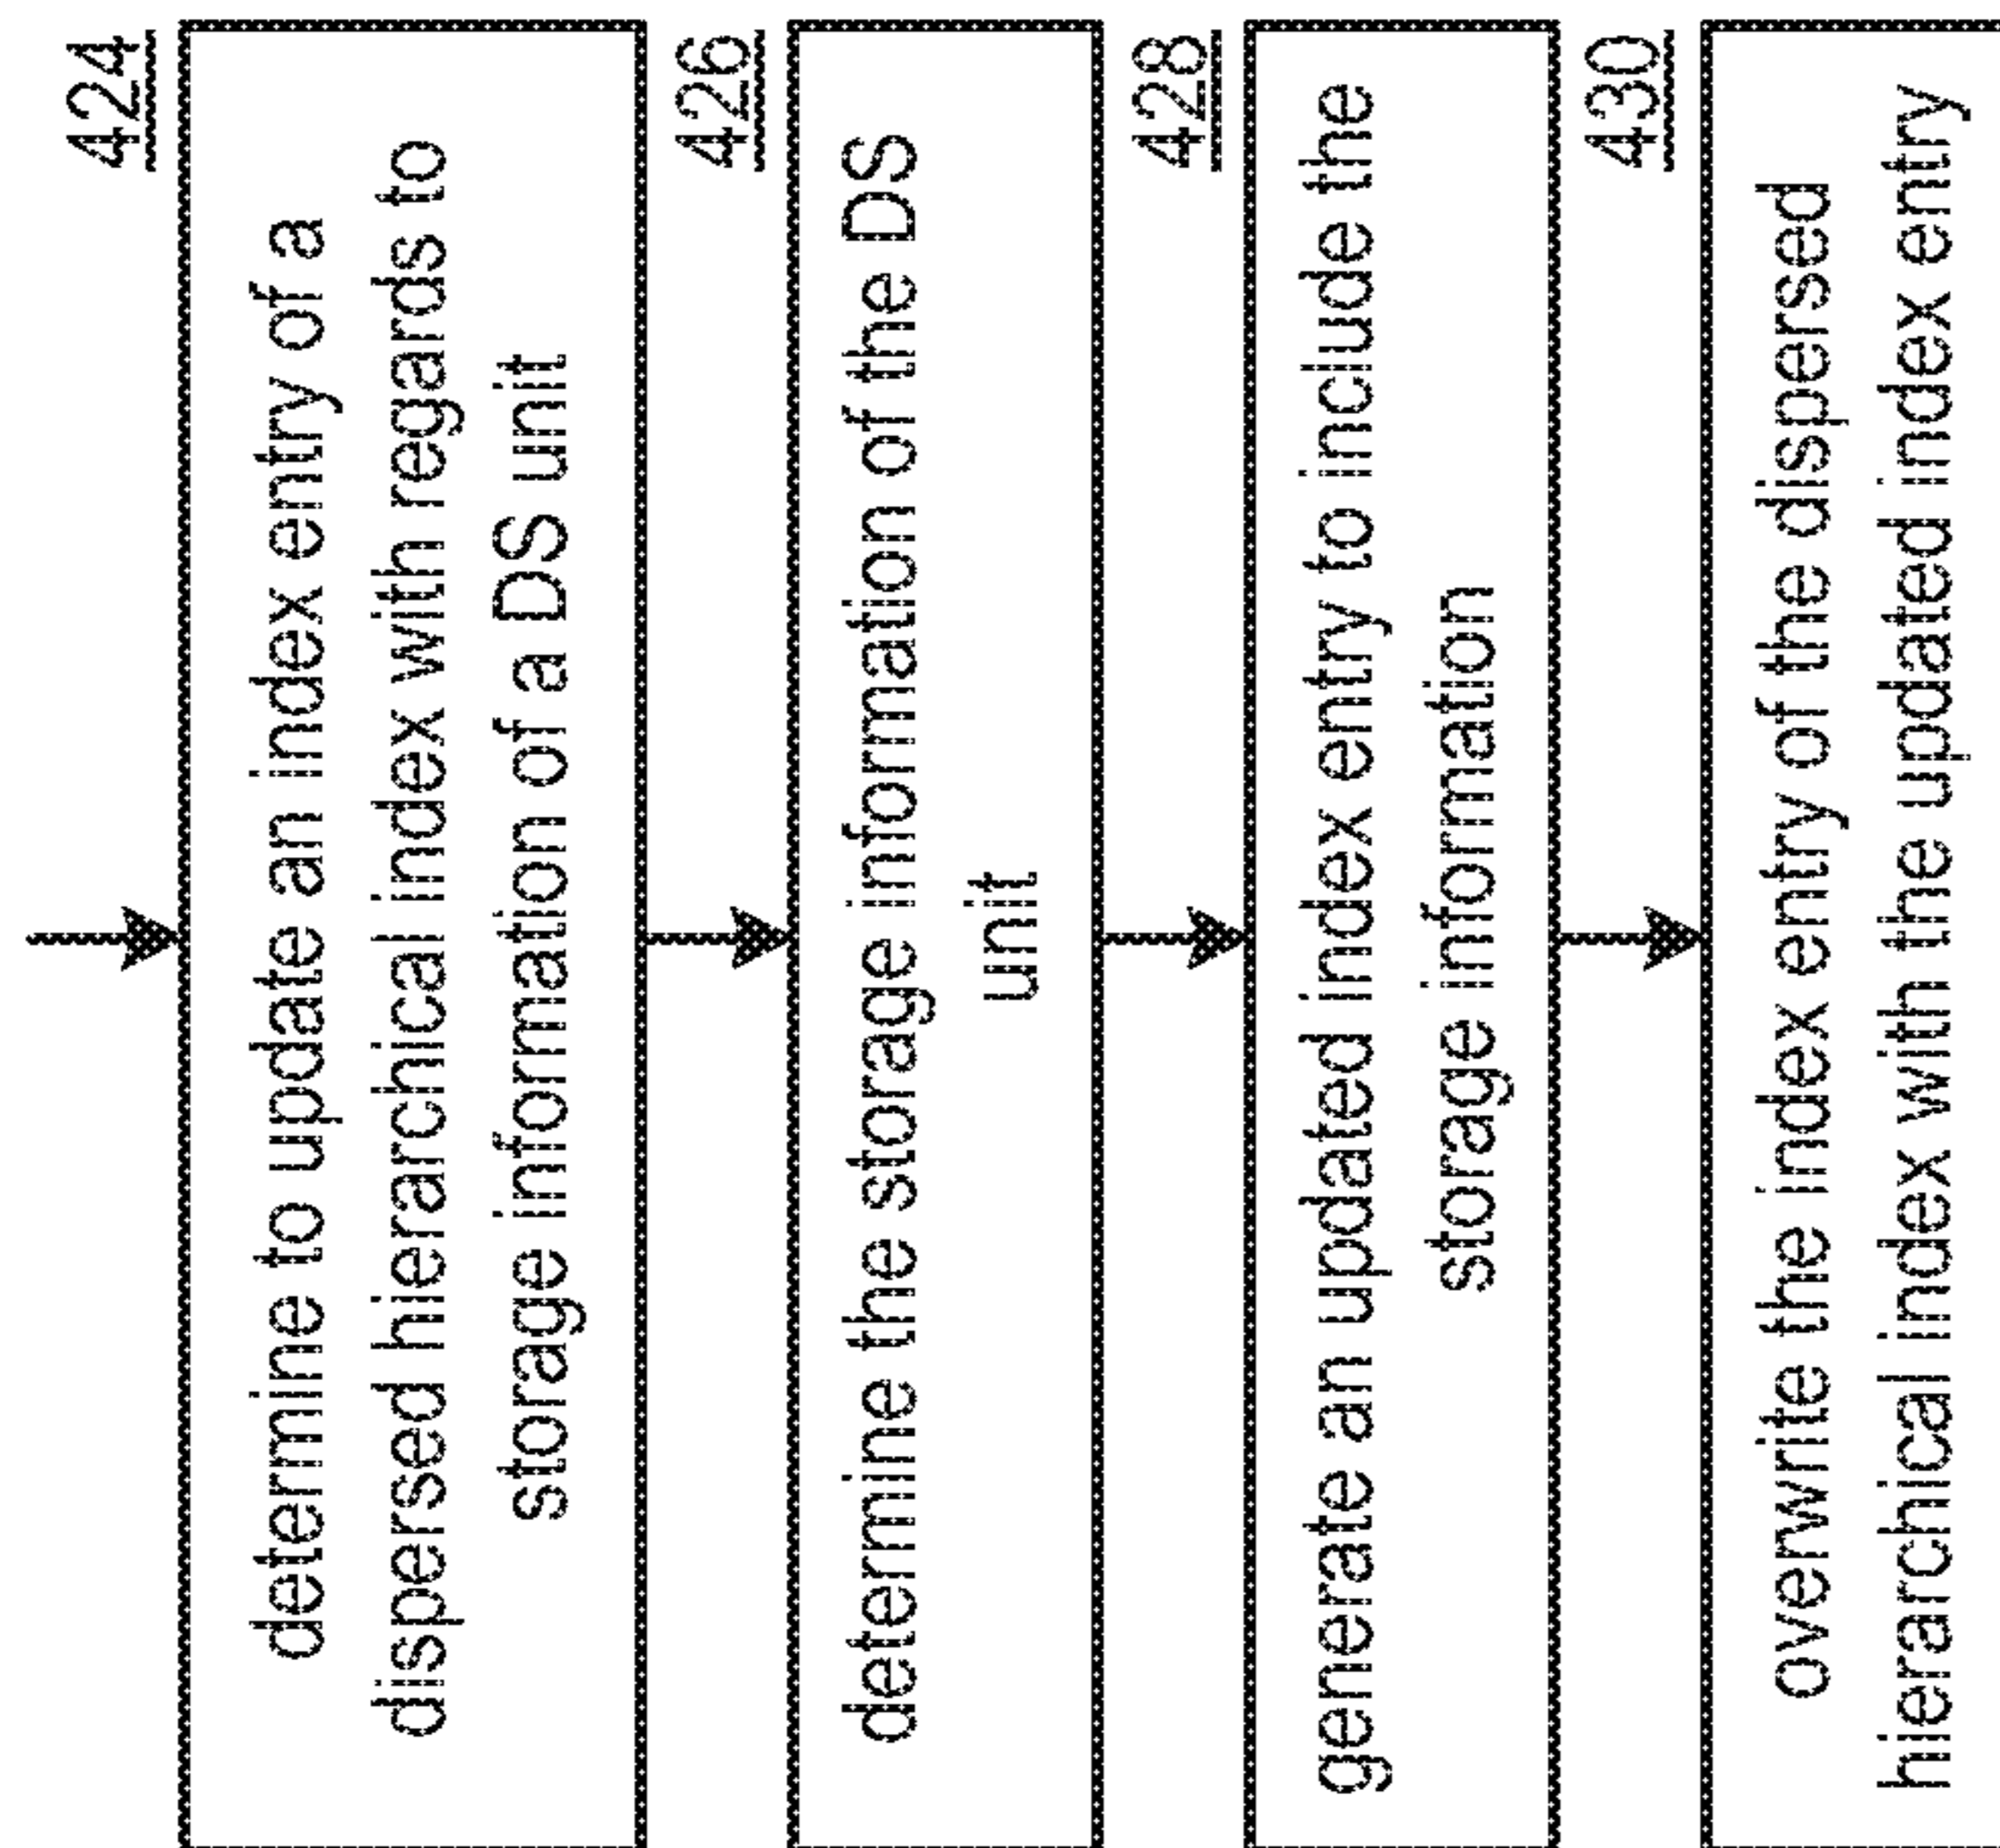 424
determine to update an index entry of a
dispersed hierarchical index with regards to
storage information of a DS unit
426
determine the storage information of the DS
unit
428
generate an updated index entry to include the
storage information
430
overwrite the index entry of the dispersed
hierarchical index with the updated index entry